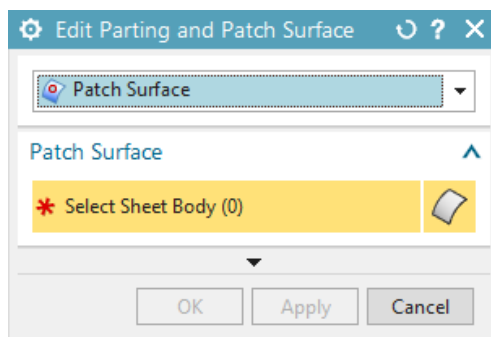 Edit Parting and Patch Surface
Patch Surface
Patch Surface
* Select Sheet Body (0)
OK Apply Cancel